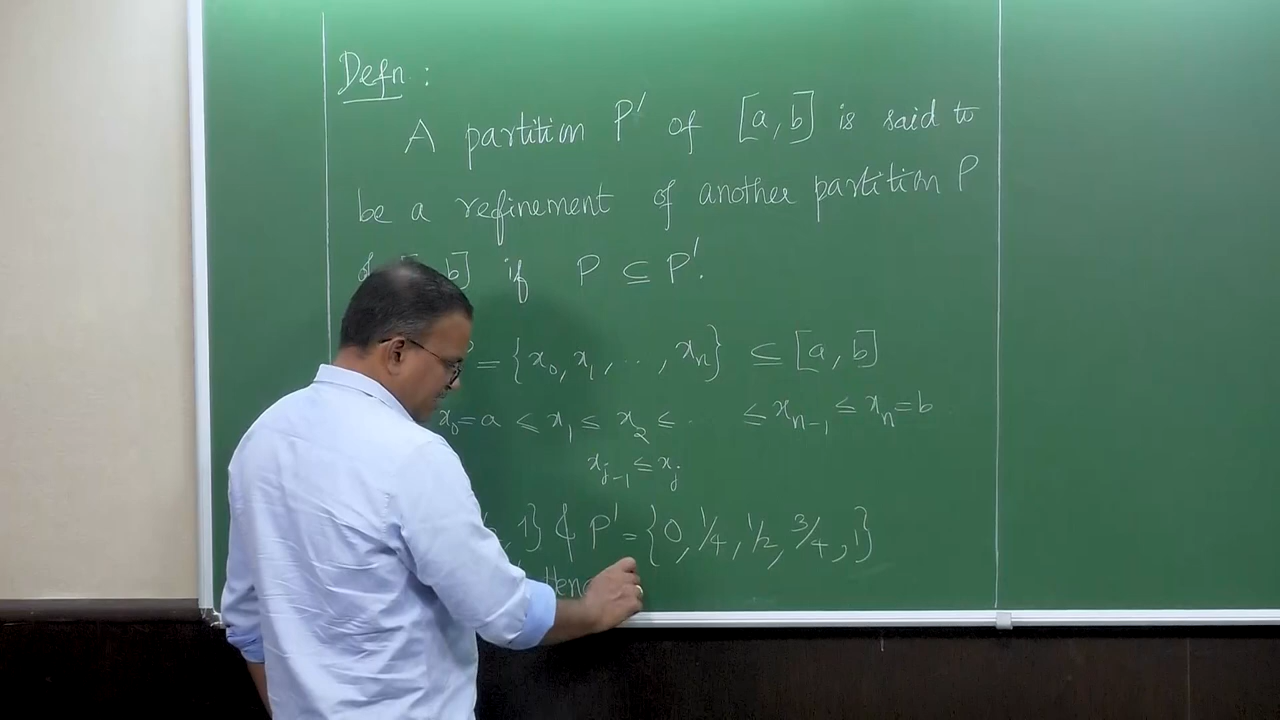 Defn :
A partition P' of [a, b] is said to
be a refinement of another partition P
of b] if P ⊆ P'.
= {x₀, x₁, ..., xₙ} ⊆ [a, b]
x₀ = a ≤ x₁ ≤ x₂ ≤ ... ≤ xₙ₋₁ ≤ xₙ = b
xⱼ₋₁ ≤ xⱼ
, 1} & P' = {0, 1/4, 1/2, 3/4, 1}